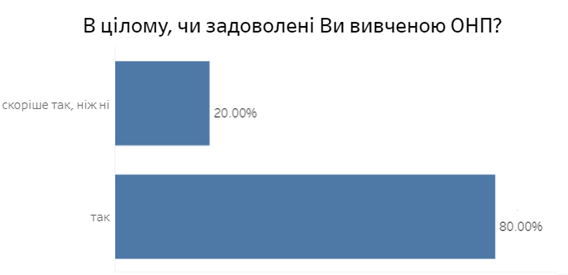 В цілому, чи задоволені Ви вивченою ОНП?
скоріше так, ніж ні
20.00%
так
80.00%